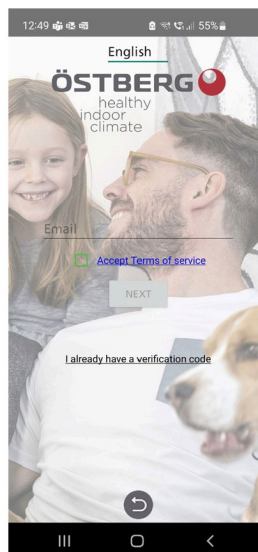 12:49 55%
English
ÖSTBERG
healthy
indoor
climate
Email
Accept Terms of service
NEXT
I already have a verification code